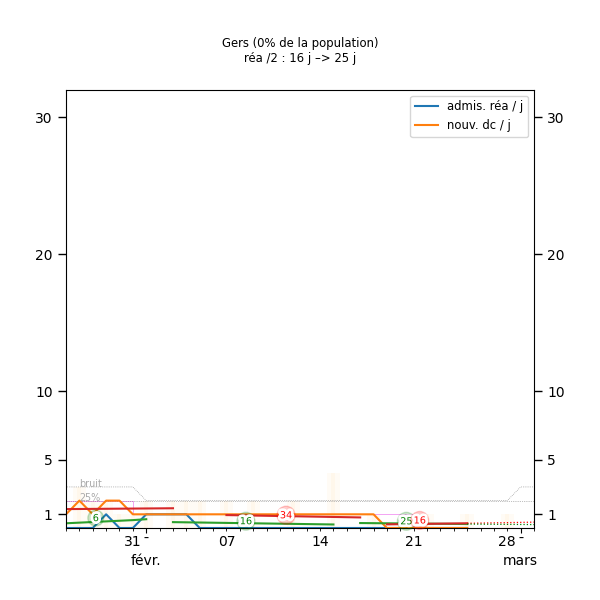 Gers (0% de la population)
réa /2 : 16 j –> 25 j
admis. réa / j
nouv. dc / j
30 30
20 20
10 10
5 5
bruit
25%
1 6 16 34 25 16 1
31 - 07 14 21 28 -
févr. mars